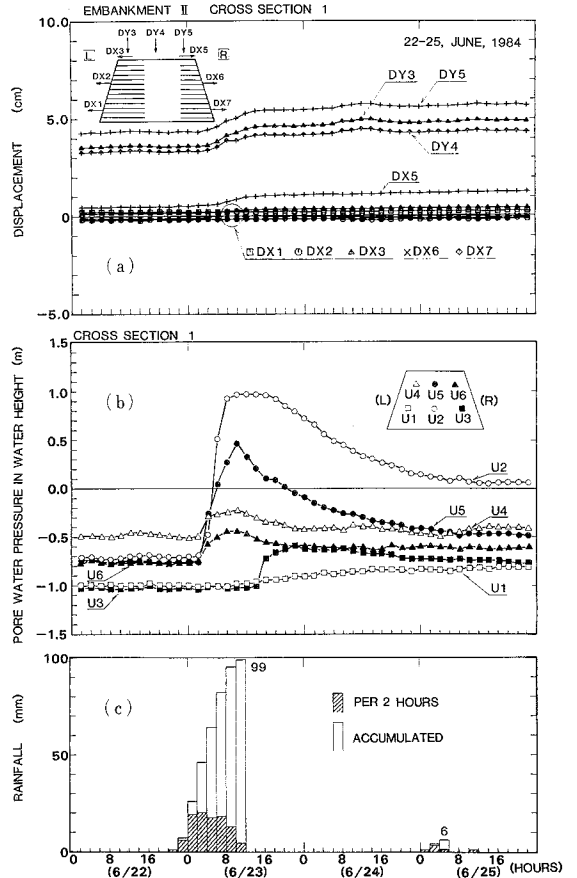 EMBANKMENT II CROSS SECTION 1
22-25, JUNE, 1984
DY3 DY4 DY5
L DX3 DX5 R
DX2 DX6
DX1 DX7
DY3 DY5
DY4
DX5
DX1 DX2 DX3 DX6 DX7
(a)
DISPLACEMENT (cm)
10.0
5.0
0
-5.0
CROSS SECTION 1
(b)
(L) U4 U5 U6 (R)
U1 U2 U3
U2
U5 U4
U6
U3
U1
PORE WATER PRESSURE IN WATER HEIGHT (m)
1.5
1.0
0.5
0.0
-0.5
-1.0
-1.5
(c)
99
PER 2 HOURS
ACCUMULATED
6
RAINFALL (mm)
100
50
0
0 8 16 0 8 16 0 8 16 0 8 16 (HOURS)
(6/22) (6/23) (6/24) (6/25)